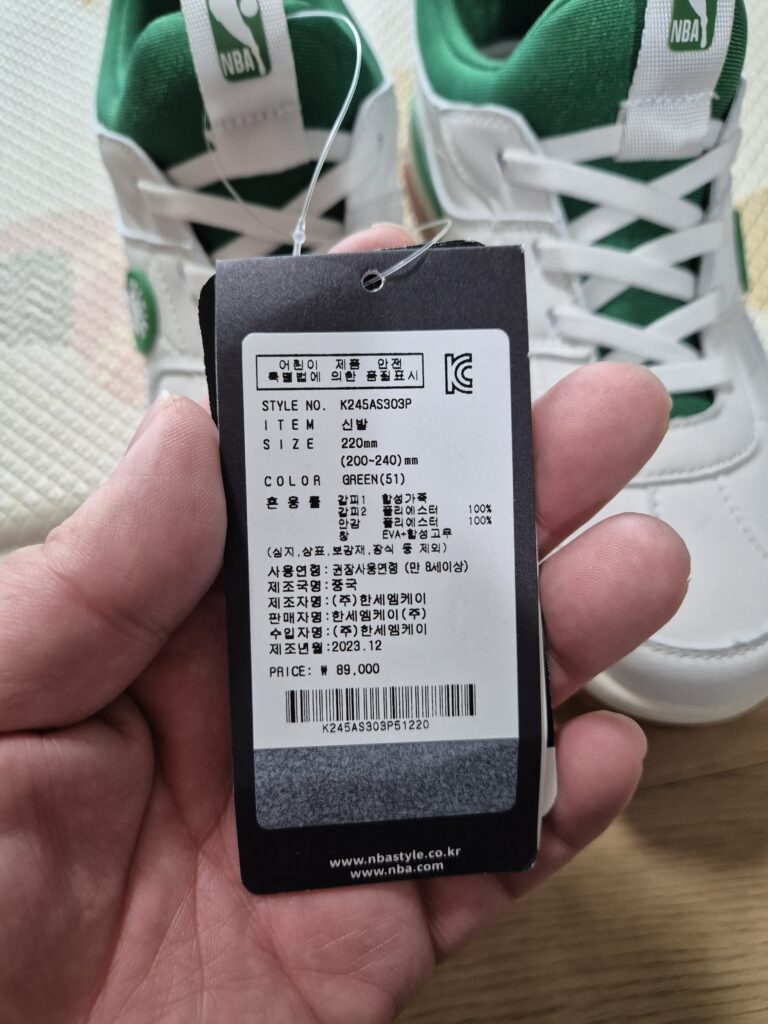 NBA
NBA
어린이 제품 안전
특별법에 의한 품질표시
STYLE NO. K245AS303P
ITEM 신발
SIZE 220mm
(200~240)mm
COLOR GREEN(51)
혼용률 갑피1 합성가죽
갑피2 폴리에스터 100%
안감 폴리에스터 100%
창 EVA+합성고무
(심지,상표,보강재,장식 등 제외)
사용연령:권장사용연령 (만 8세이상)
제조국명:중국
제조자명:(주)한세엠케이
판매자명:한세엠케이(주)
수입자명:(주)한세엠케이
제조년월:2023.12
PRICE: ₩ 89,000
K245AS303P51220
www.nbastyle.co.kr
www.nba.com